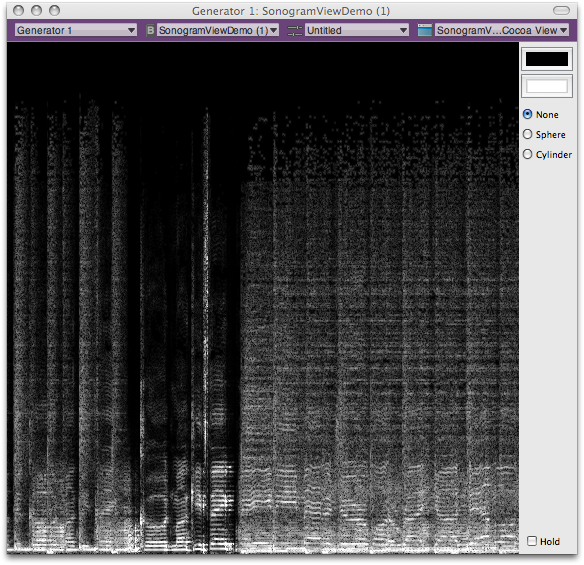 Generator 1: SonogramViewDemo (1)
Generator 1 B SonogramViewDemo (1) Untitled SonogramV...Cocoa View
None
Sphere
Cylinder
Hold